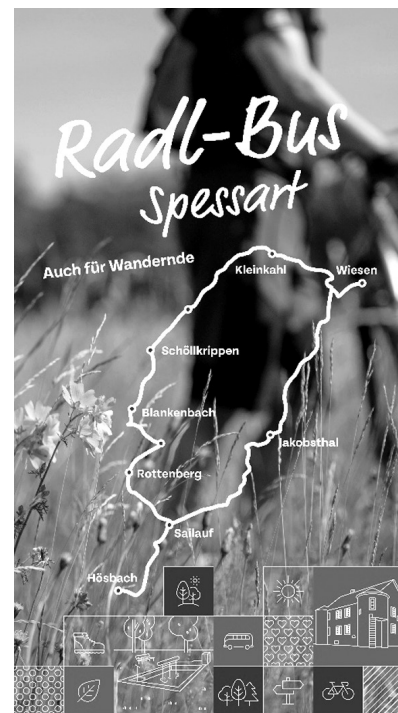 Radl-Bus
Spessart
Auch für Wandernde
Kleinkahl
Wiesen
Schöllkrippen
Blankenbach
Jakobsthal
Rottenberg
Sailauf
Hösbach